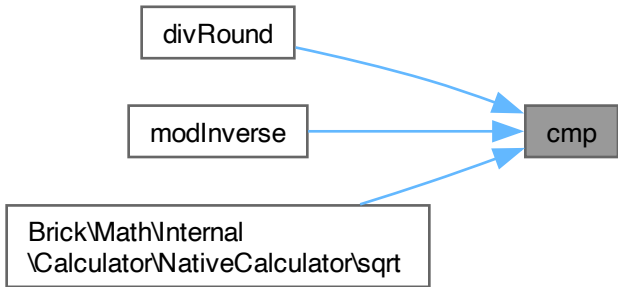 divRound
modInverse
cmp
Brick\Math\Internal
\Calculator\NativeCalculator\sqrt